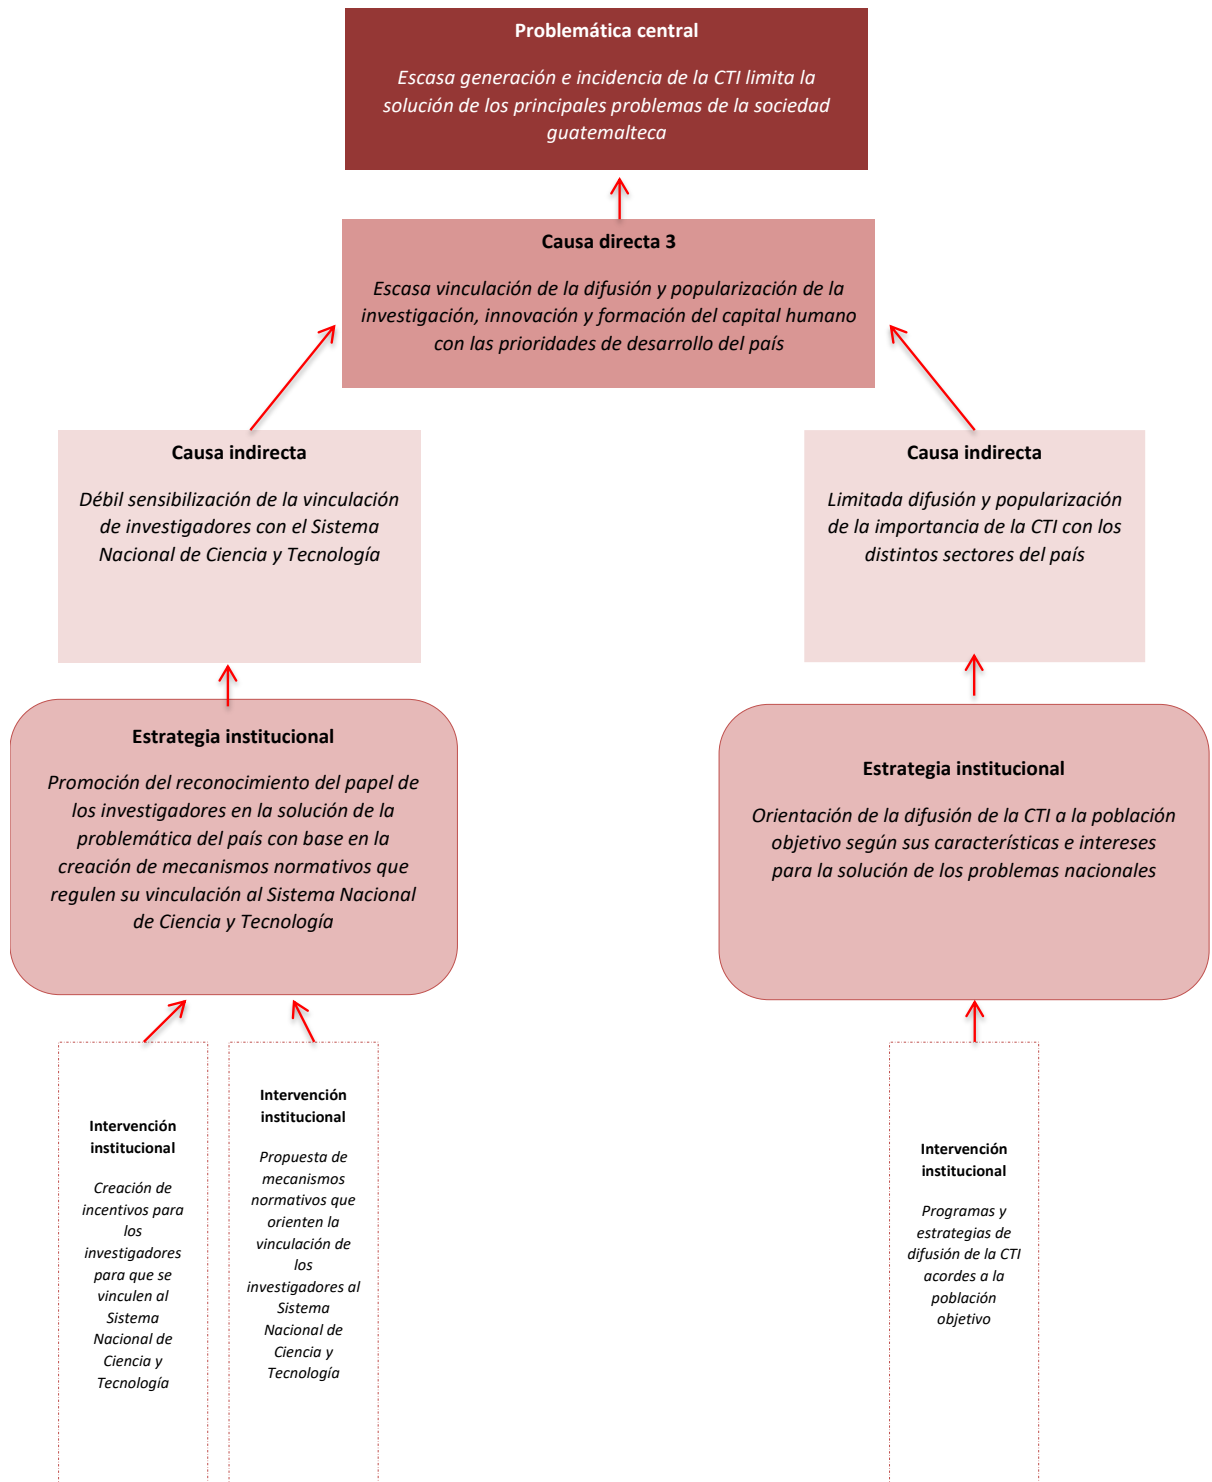 Problemática central
Escasa generación e incidencia de la CTI limita la
solución de los principales problemas de la sociedad
guatemalteca
Causa directa 3
Escasa vinculación de la difusión y popularización de la
investigación, innovación y formación del capital humano
con las prioridades de desarrollo del país
Causa indirecta
Débil sensibilización de la vinculación
de investigadores con el Sistema
Nacional de Ciencia y Tecnología
Causa indirecta
Limitada difusión y popularización
de la importancia de la CTI con los
distintos sectores del país
Estrategia institucional
Promoción del reconocimiento del papel de
los investigadores en la solución de la
problemática del país con base en la
creación de mecanismos normativos que
regulen su vinculación al Sistema Nacional
de Ciencia y Tecnología
Estrategia institucional
Orientación de la difusión de la CTI a la población
objetivo según sus características e intereses
para la solución de los problemas nacionales
Intervención
institucional
Creación de
incentivos para
los
investigadores
para que se
vinculen al
Sistema
Nacional de
Ciencia y
Tecnología
Intervención
institucional
Propuesta de
mecanismos
normativos que
orienten la
vinculación de
los
investigadores al
Sistema
Nacional de
Ciencia y
Tecnología
Intervención
institucional
Programas y
estrategias de
difusión de la CTI
acordes a la
población
objetivo